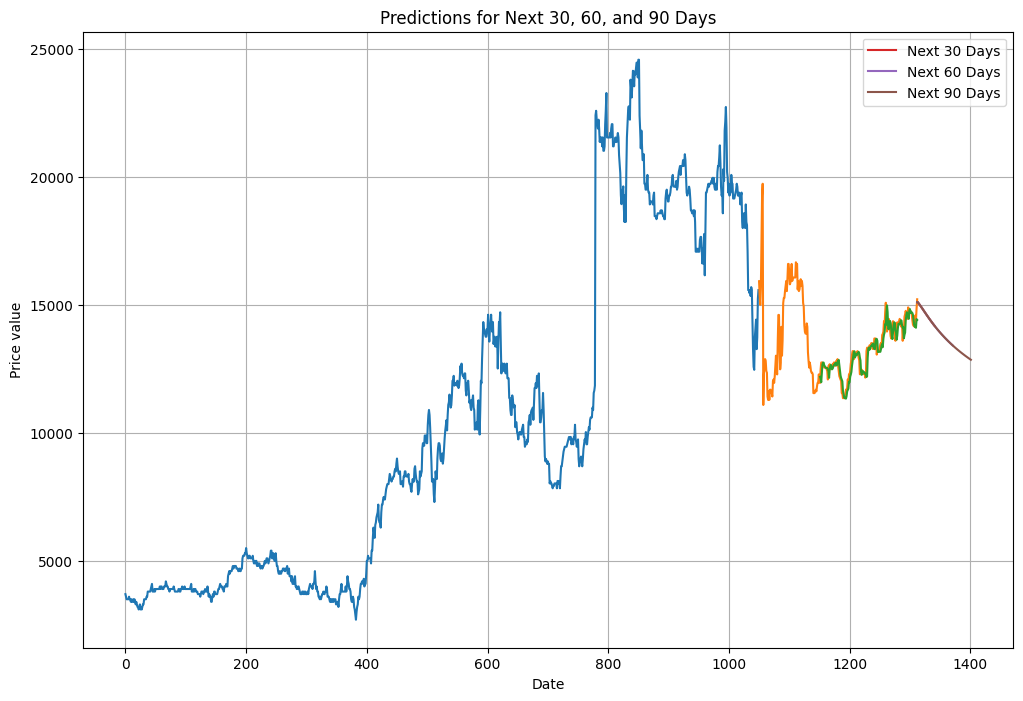 Predictions for Next 30, 60, and 90 Days
Next 30 Days
Next 60 Days
Next 90 Days
Price value
25000
20000
15000
10000
5000
0
200
400
600
800
1000
1200
1400
Date